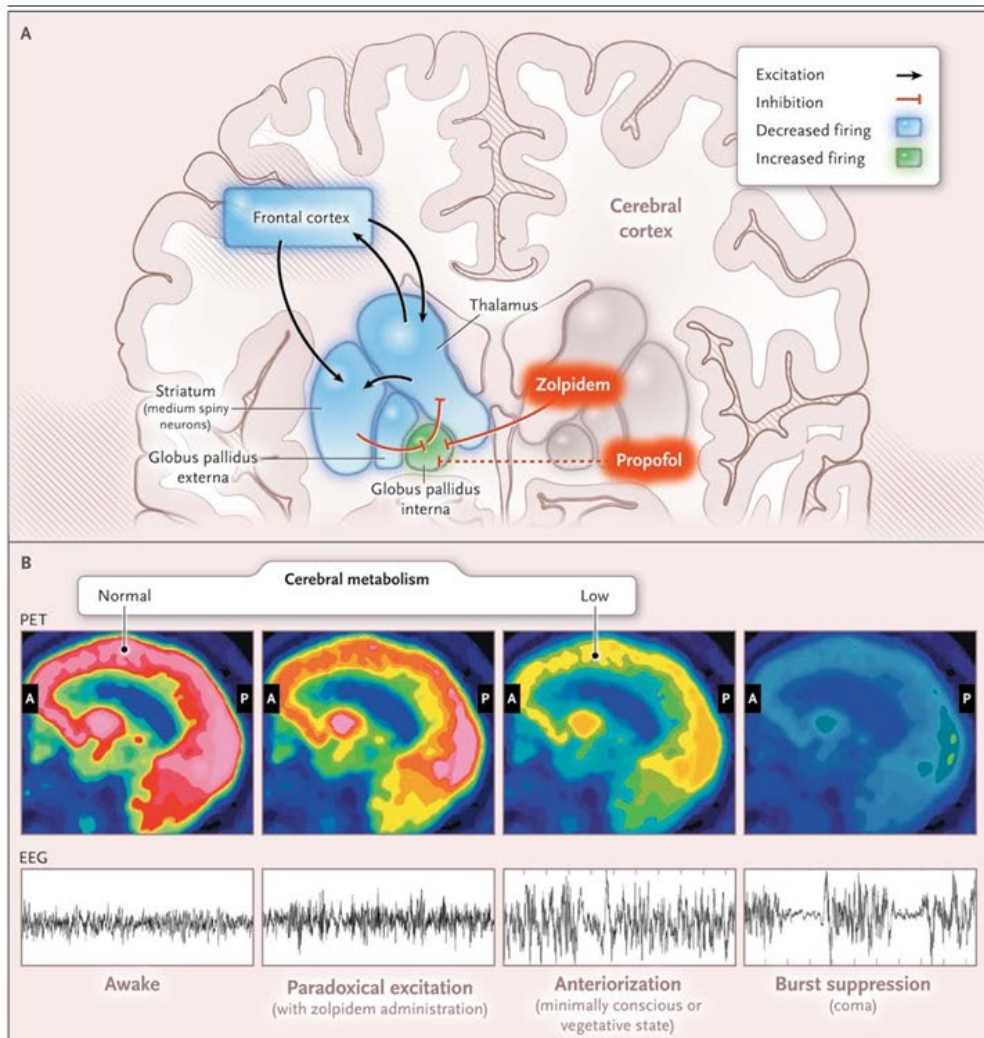 A
Excitation
Inhibition
Decreased firing
Increased firing
Frontal cortex
Cerebral
cortex
Thalamus
Zolpidem
Striatum
(medium spiny
neurons)
Propofol
Globus pallidus
externa
Globus pallidus
interna
B
Cerebral metabolism
Normal
Low
PET
A P A P A P A P
EEG
Awake
Paradoxical excitation
(with zolpidem administration)
Anteriorization
(minimally conscious or
vegetative state)
Burst suppression
(coma)